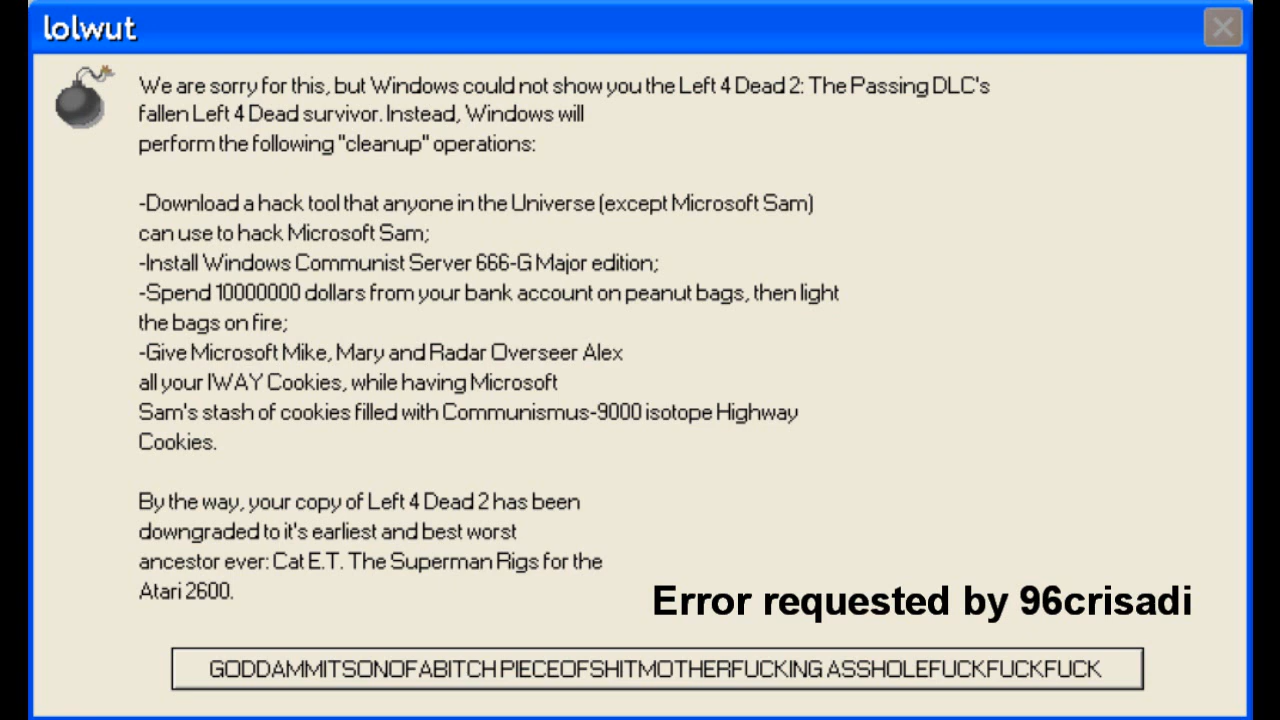 lolwut
We are sorry for this, but Windows could not show you the Left 4 Dead 2: The Passing DLC's
fallen Left 4 Dead survivor. Instead, Windows will
perform the following "cleanup" operations:
-Download a hack tool that anyone in the Universe (except Microsoft Sam)
can use to hack Microsoft Sam;
-Install Windows Communist Server 666-G Major edition;
-Spend 10000000 dollars from your bank account on peanut bags, then light
the bags on fire;
-Give Microsoft Mike, Mary and Radar Overseer Alex
all your IWAY Cookies, while having Microsoft
Sam's stash of cookies filled with Communismus-9000 isotope Highway
Cookies.
By the way, your copy of Left 4 Dead 2 has been
downgraded to it's earliest and best worst
ancestor ever: Cat E.T. The Superman Rigs for the
Atari 2600.
Error requested by 96crisadi
GODDAMMITSONOFABITCH PIECEOFSHITMOTHERFUCKING ASSHOLEFUCKFUCKFUCK